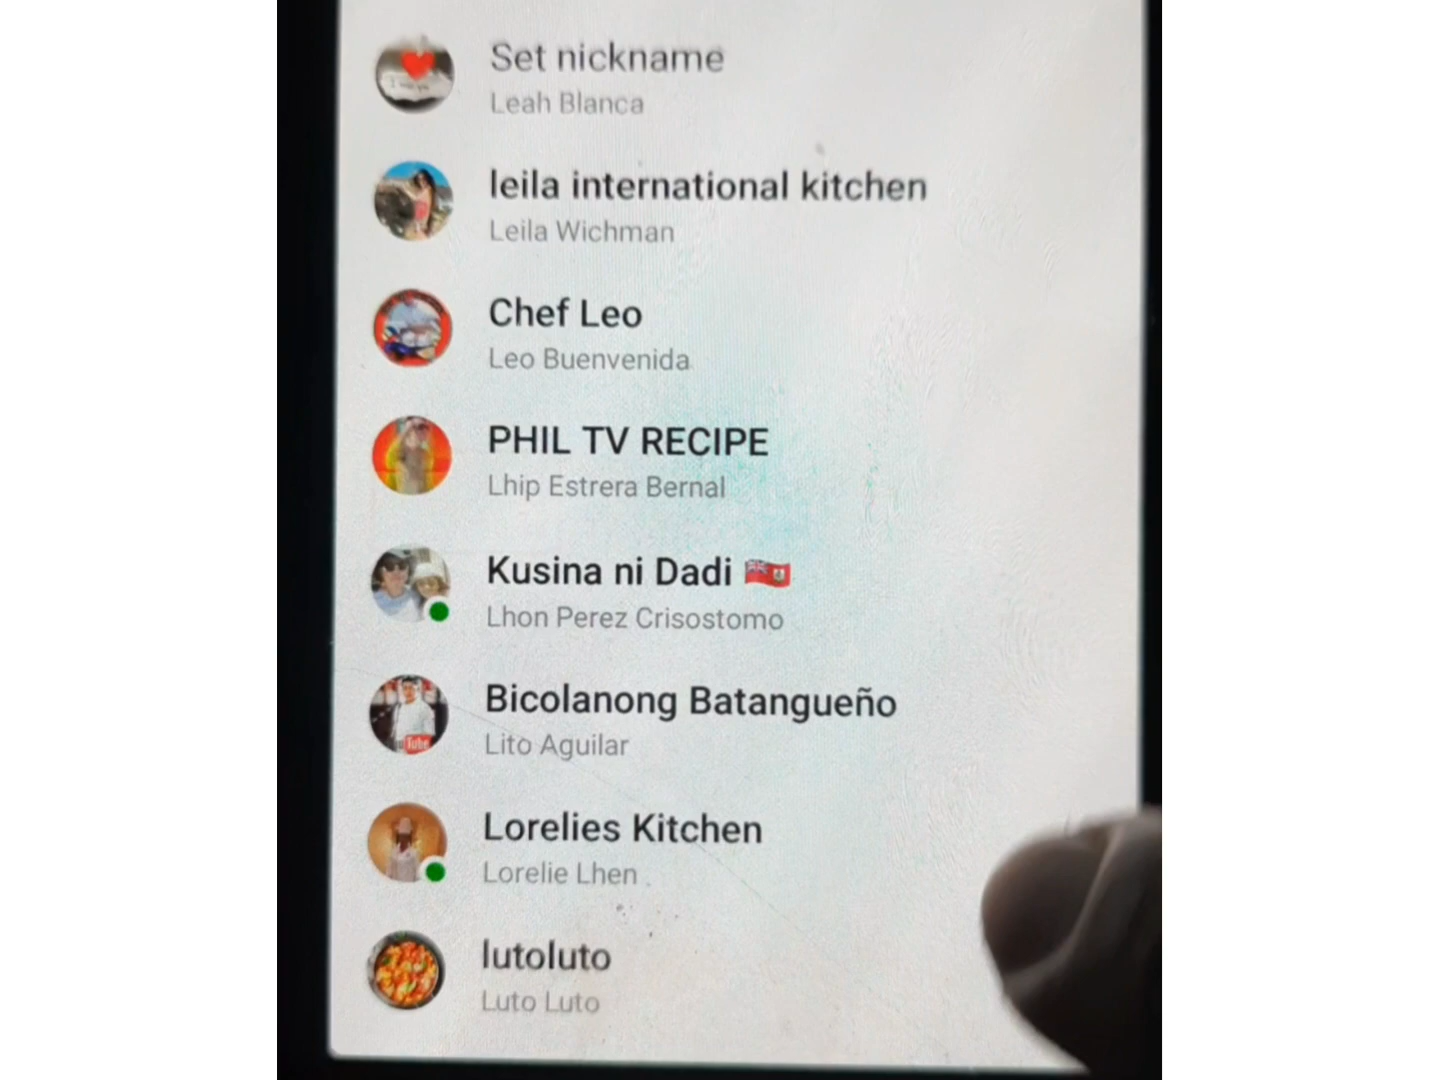 Set nickname
Leah Blanca
leila international kitchen
Leila Wichman
Chef Leo
Leo Buenvenida
PHIL TV RECIPE
Lhip Estrera Bernal
Kusina ni Dadi
Lhon Perez Crisostomo
Bicolanong Batangueño
Lito Aguilar
Tube
Lorelies Kitchen
Lorelie Lhen
lutoluto
Luto Luto